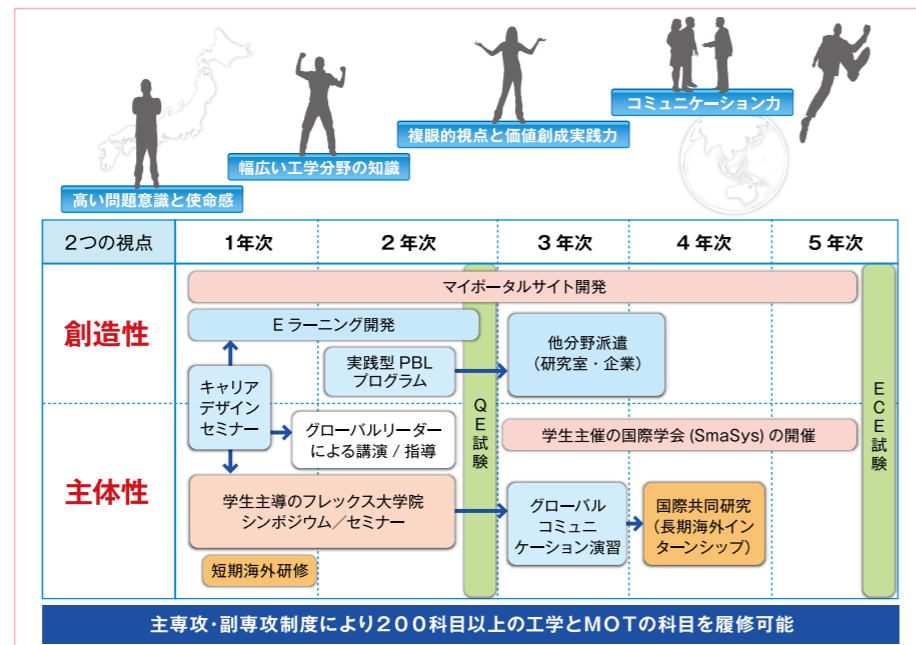 コミュニケーション力
複眼的視点と価値創成実践力
幅広い工学分野の知識
高い問題意識と使命感
2つの視点
1年次
2年次
3年次
4年次
5年次
創造性
マイポータルサイト開発
Eラーニング開発
実践型PBL
プログラム
他分野派遣
(研究室・企業)
キャリア
デザイン
セミナー
QE試験
ECE試験
主体性
グローバルリーダー
による講演/指導
学生主催の国際学会(SmaSys)の開催
学生主導のフレックス大学院
シンポジウム/セミナー
グローバル
コミュニ
ケーション演習
国際共同研究
(長期海外イン
ターンシップ)
短期海外研修
主専攻・副専攻制度により200科目以上の工学とMOTの科目を履修可能